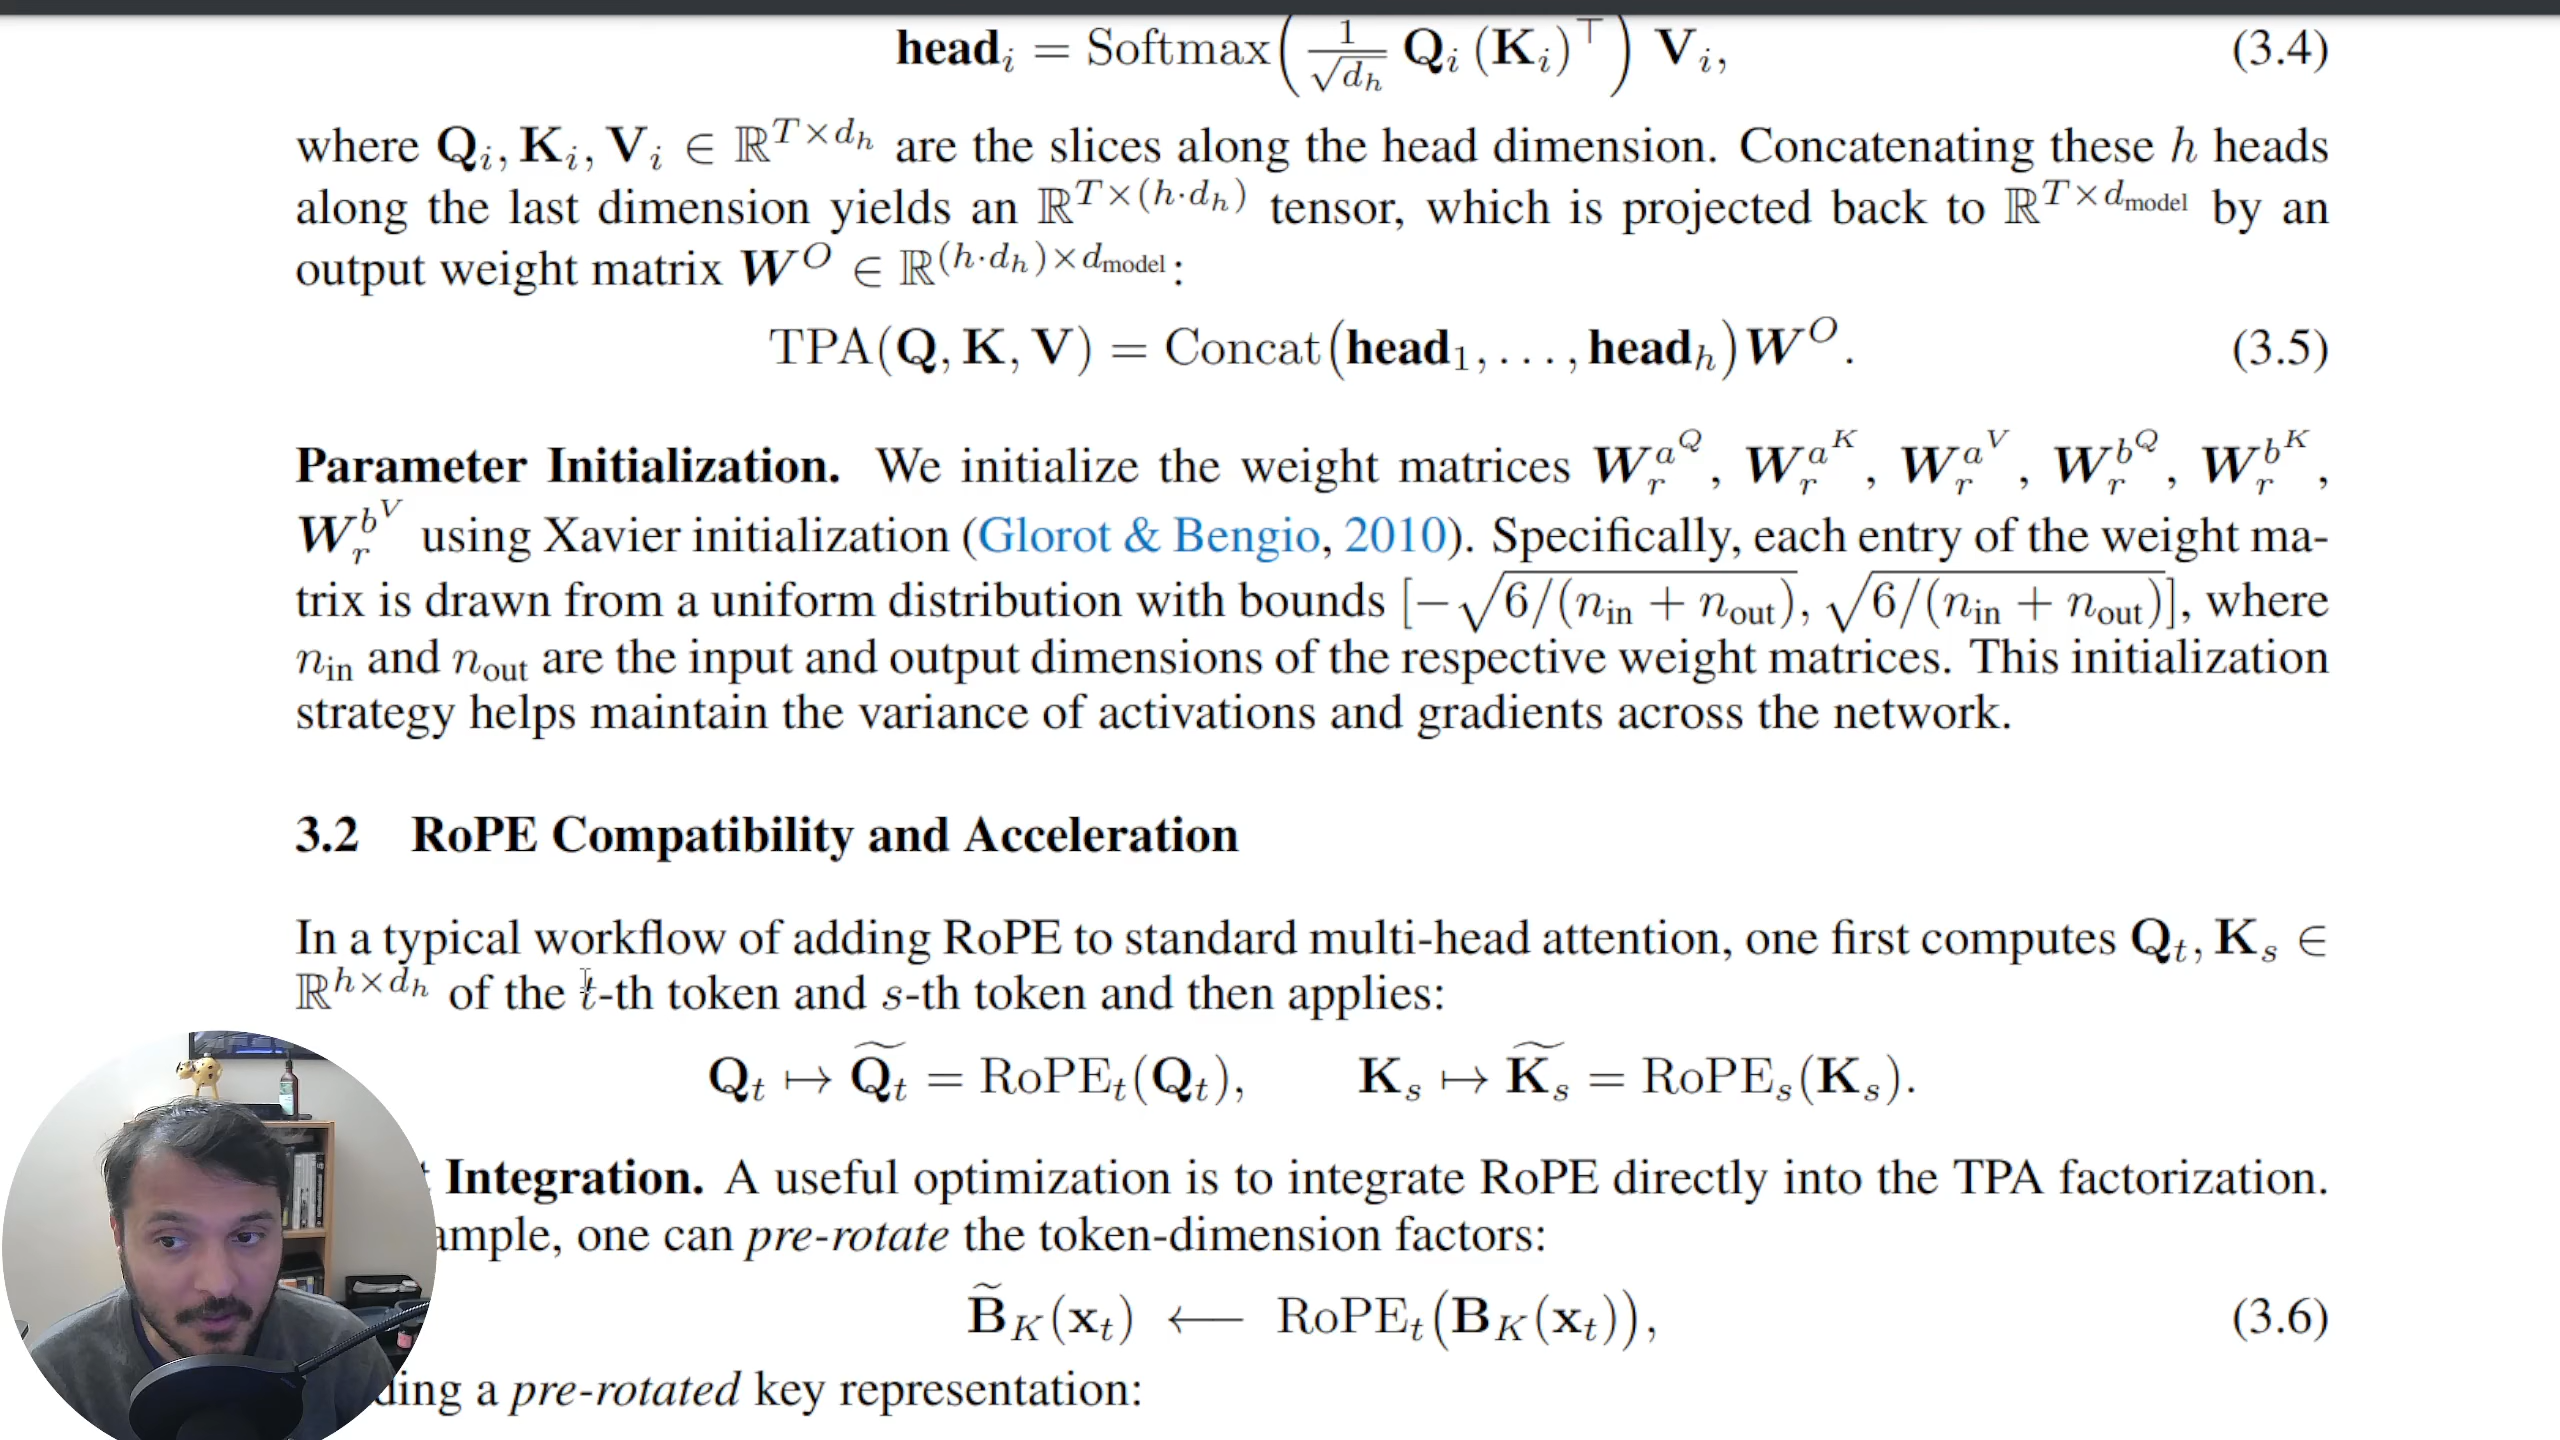 head_i = Softmax( 1/√d_h Q_i (K_i)^⊤ ) V_i, (3.4)
where Q_i, K_i, V_i ∈ ℝ^{T×d_h} are the slices along the head dimension. Concatenating these h heads
along the last dimension yields an ℝ^{T×(h·d_h)} tensor, which is projected back to ℝ^{T×d_model} by an
output weight matrix W^O ∈ ℝ^{(h·d_h)×d_model}:
TPA(Q, K, V) = Concat(head_1, . . . , head_h) W^O. (3.5)
Parameter Initialization. We initialize the weight matrices W_r^{a^Q}, W_r^{a^K}, W_r^{a^V}, W_r^{b^Q}, W_r^{b^K},
W_r^{b^V} using Xavier initialization (Glorot & Bengio, 2010). Specifically, each entry of the weight ma-
trix is drawn from a uniform distribution with bounds [−√(6/(n_in + n_out)), √(6/(n_in + n_out))], where
n_in and n_out are the input and output dimensions of the respective weight matrices. This initialization
strategy helps maintain the variance of activations and gradients across the network.
3.2 RoPE Compatibility and Acceleration
In a typical workflow of adding RoPE to standard multi-head attention, one first computes Q_t, K_s ∈
ℝ^{h×d_h} of the t-th token and s-th token and then applies:
Q_t ↦ Q̃_t = RoPE_t(Q_t), K_s ↦ K̃_s = RoPE_s(K_s).
Integration. A useful optimization is to integrate RoPE directly into the TPA factorization.
ample, one can pre-rotate the token-dimension factors:
B̃_K(x_t) ⟵ RoPE_t(B_K(x_t)), (3.6)
ding a pre-rotated key representation: